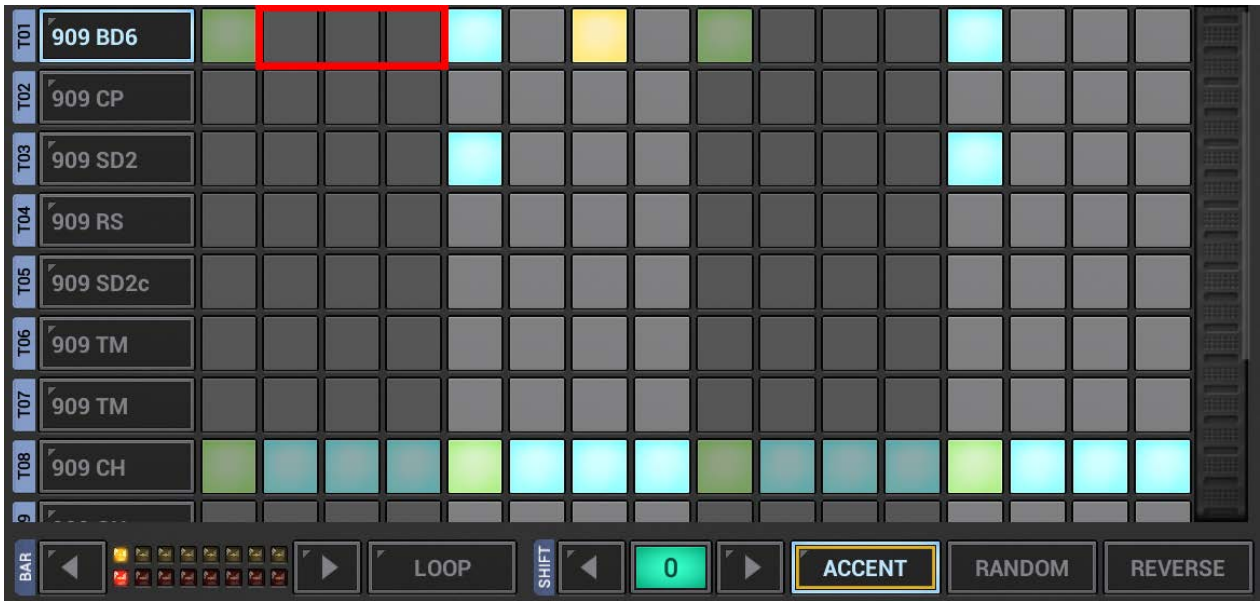 T01 909 BD6
T02 909 CP
T03 909 SD2
T04 909 RS
T05 909 SD2c
T06 909 TM
T07 909 TM
T08 909 CH
BAR LOOP SHIFT 0 ACCENT RANDOM REVERSE